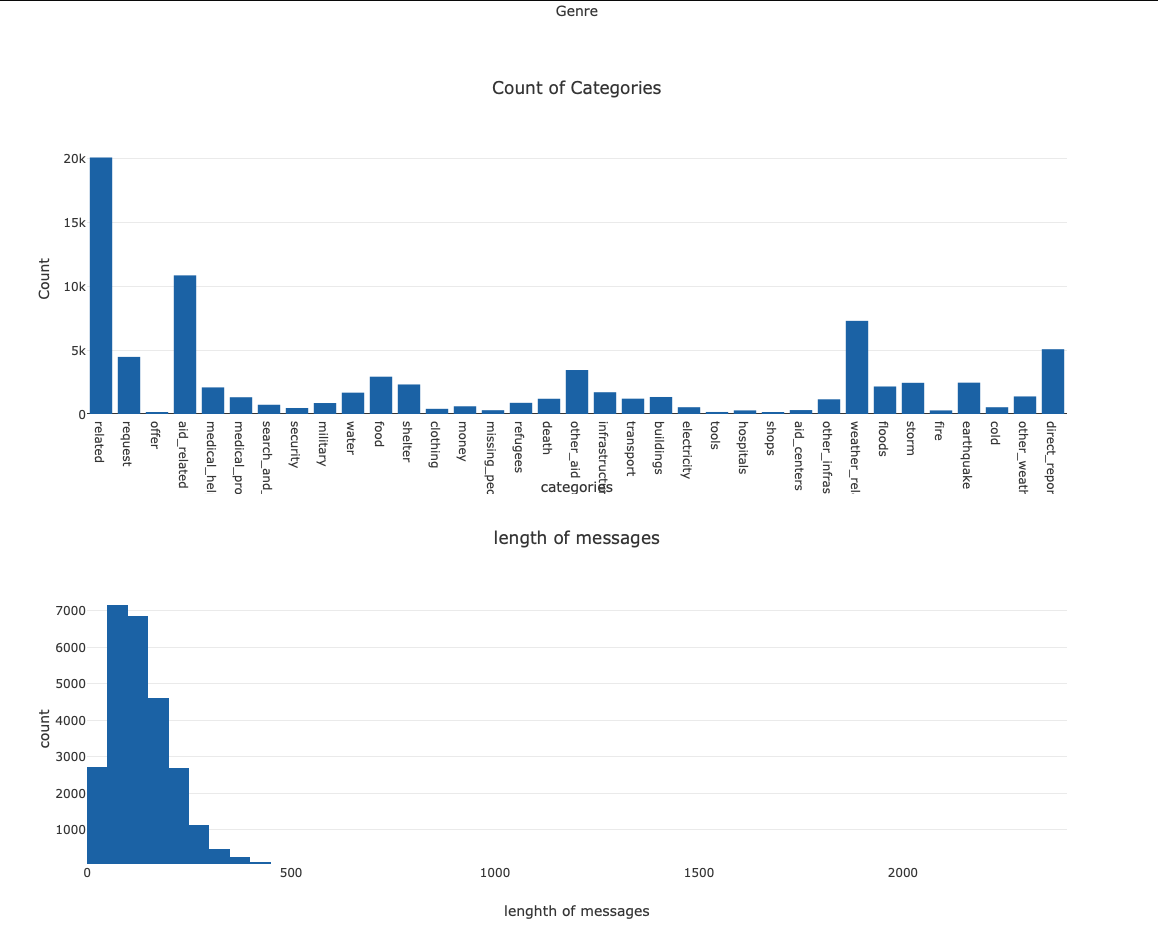 Genre
Count of Categories
20k
15k
10k
5k
0
Count
related
request
offer
aid_related
medical_hel
medical_pro
search_and_
security
military
water
food
shelter
clothing
money
missing_peo
refugees
death
other_aid
infrastructur
transport
buildings
electricity
tools
hospitals
shops
aid_centers
other_infras
weather_rel
floods
storm
fire
earthquake
cold
other_weath
direct_repor
categories
length of messages
7000
6000
5000
4000
3000
2000
1000
count
0 500 1000 1500 2000
lenghth of messages